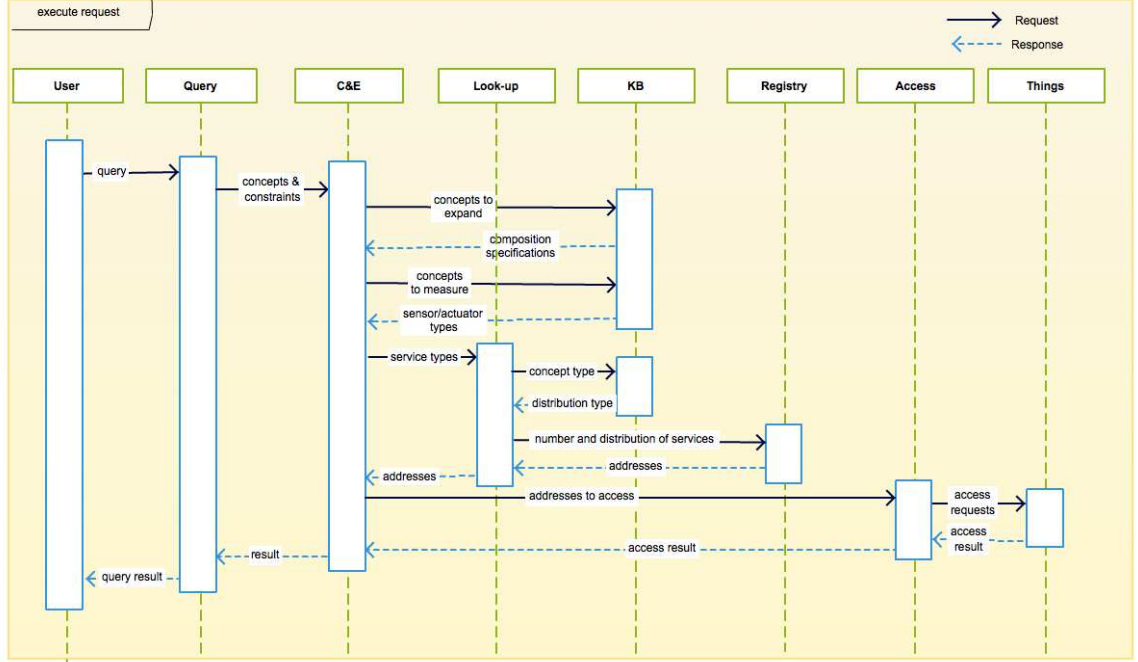 execute request
Request
Response
User
Query
C&E
Look-up
KB
Registry
Access
Things
query
concepts &
constraints
concepts to
expand
composition
specifications
concepts
to measure
sensor/actuator
types
service types
concept type
distribution type
number and distribution of services
addresses
addresses
addresses to access
access
requests
access
result
access result
result
query result